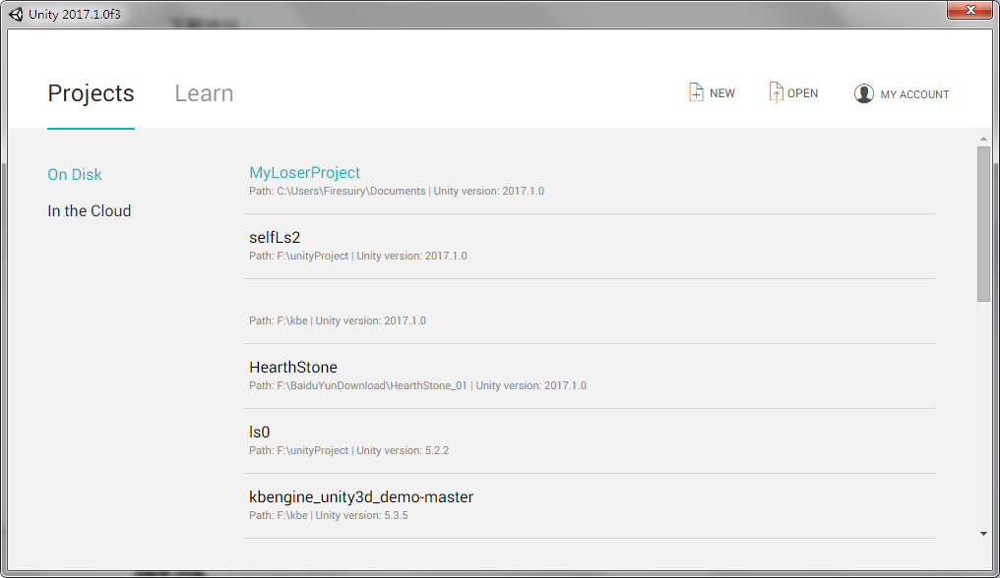 Unity 2017.1.0f3
Projects
Learn
NEW
OPEN
MY ACCOUNT
On Disk
In the Cloud
MyLoserProject
Path: C:\Users\Firesuiry\Documents | Unity version: 2017.1.0
selfLs2
Path: F:\unityProject | Unity version: 2017.1.0
Path: F:\kbe | Unity version: 2017.1.0
HearthStone
Path: F:\BaiduYunDownload\HearthStone_01 | Unity version: 2017.1.0
ls0
Path: F:\unityProject | Unity version: 5.2.2
kbengine_unity3d_demo-master
Path: F:\kbe | Unity version: 5.3.5